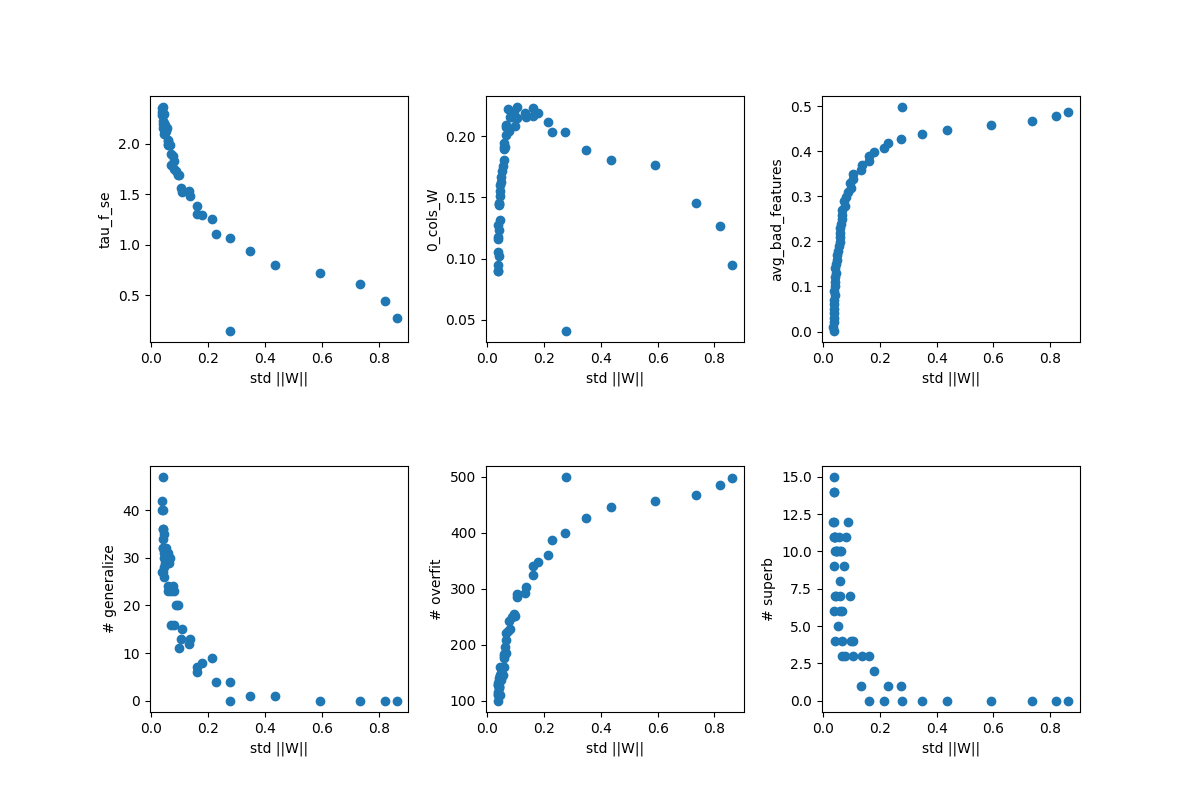 tau_f_se
2.0
1.5
1.0
0.5
0.0 0.2 0.4 0.6 0.8
std ||W||
0_cols_W
0.20
0.15
0.10
0.05
0.0 0.2 0.4 0.6 0.8
std ||W||
avg_bad_features
0.5
0.4
0.3
0.2
0.1
0.0
0.0 0.2 0.4 0.6 0.8
std ||W||
# generalize
40
30
20
10
0
0.0 0.2 0.4 0.6 0.8
std ||W||
# overfit
500
400
300
200
100
0.0 0.2 0.4 0.6 0.8
std ||W||
# superb
15.0
12.5
10.0
7.5
5.0
2.5
0.0
0.0 0.2 0.4 0.6 0.8
std ||W||